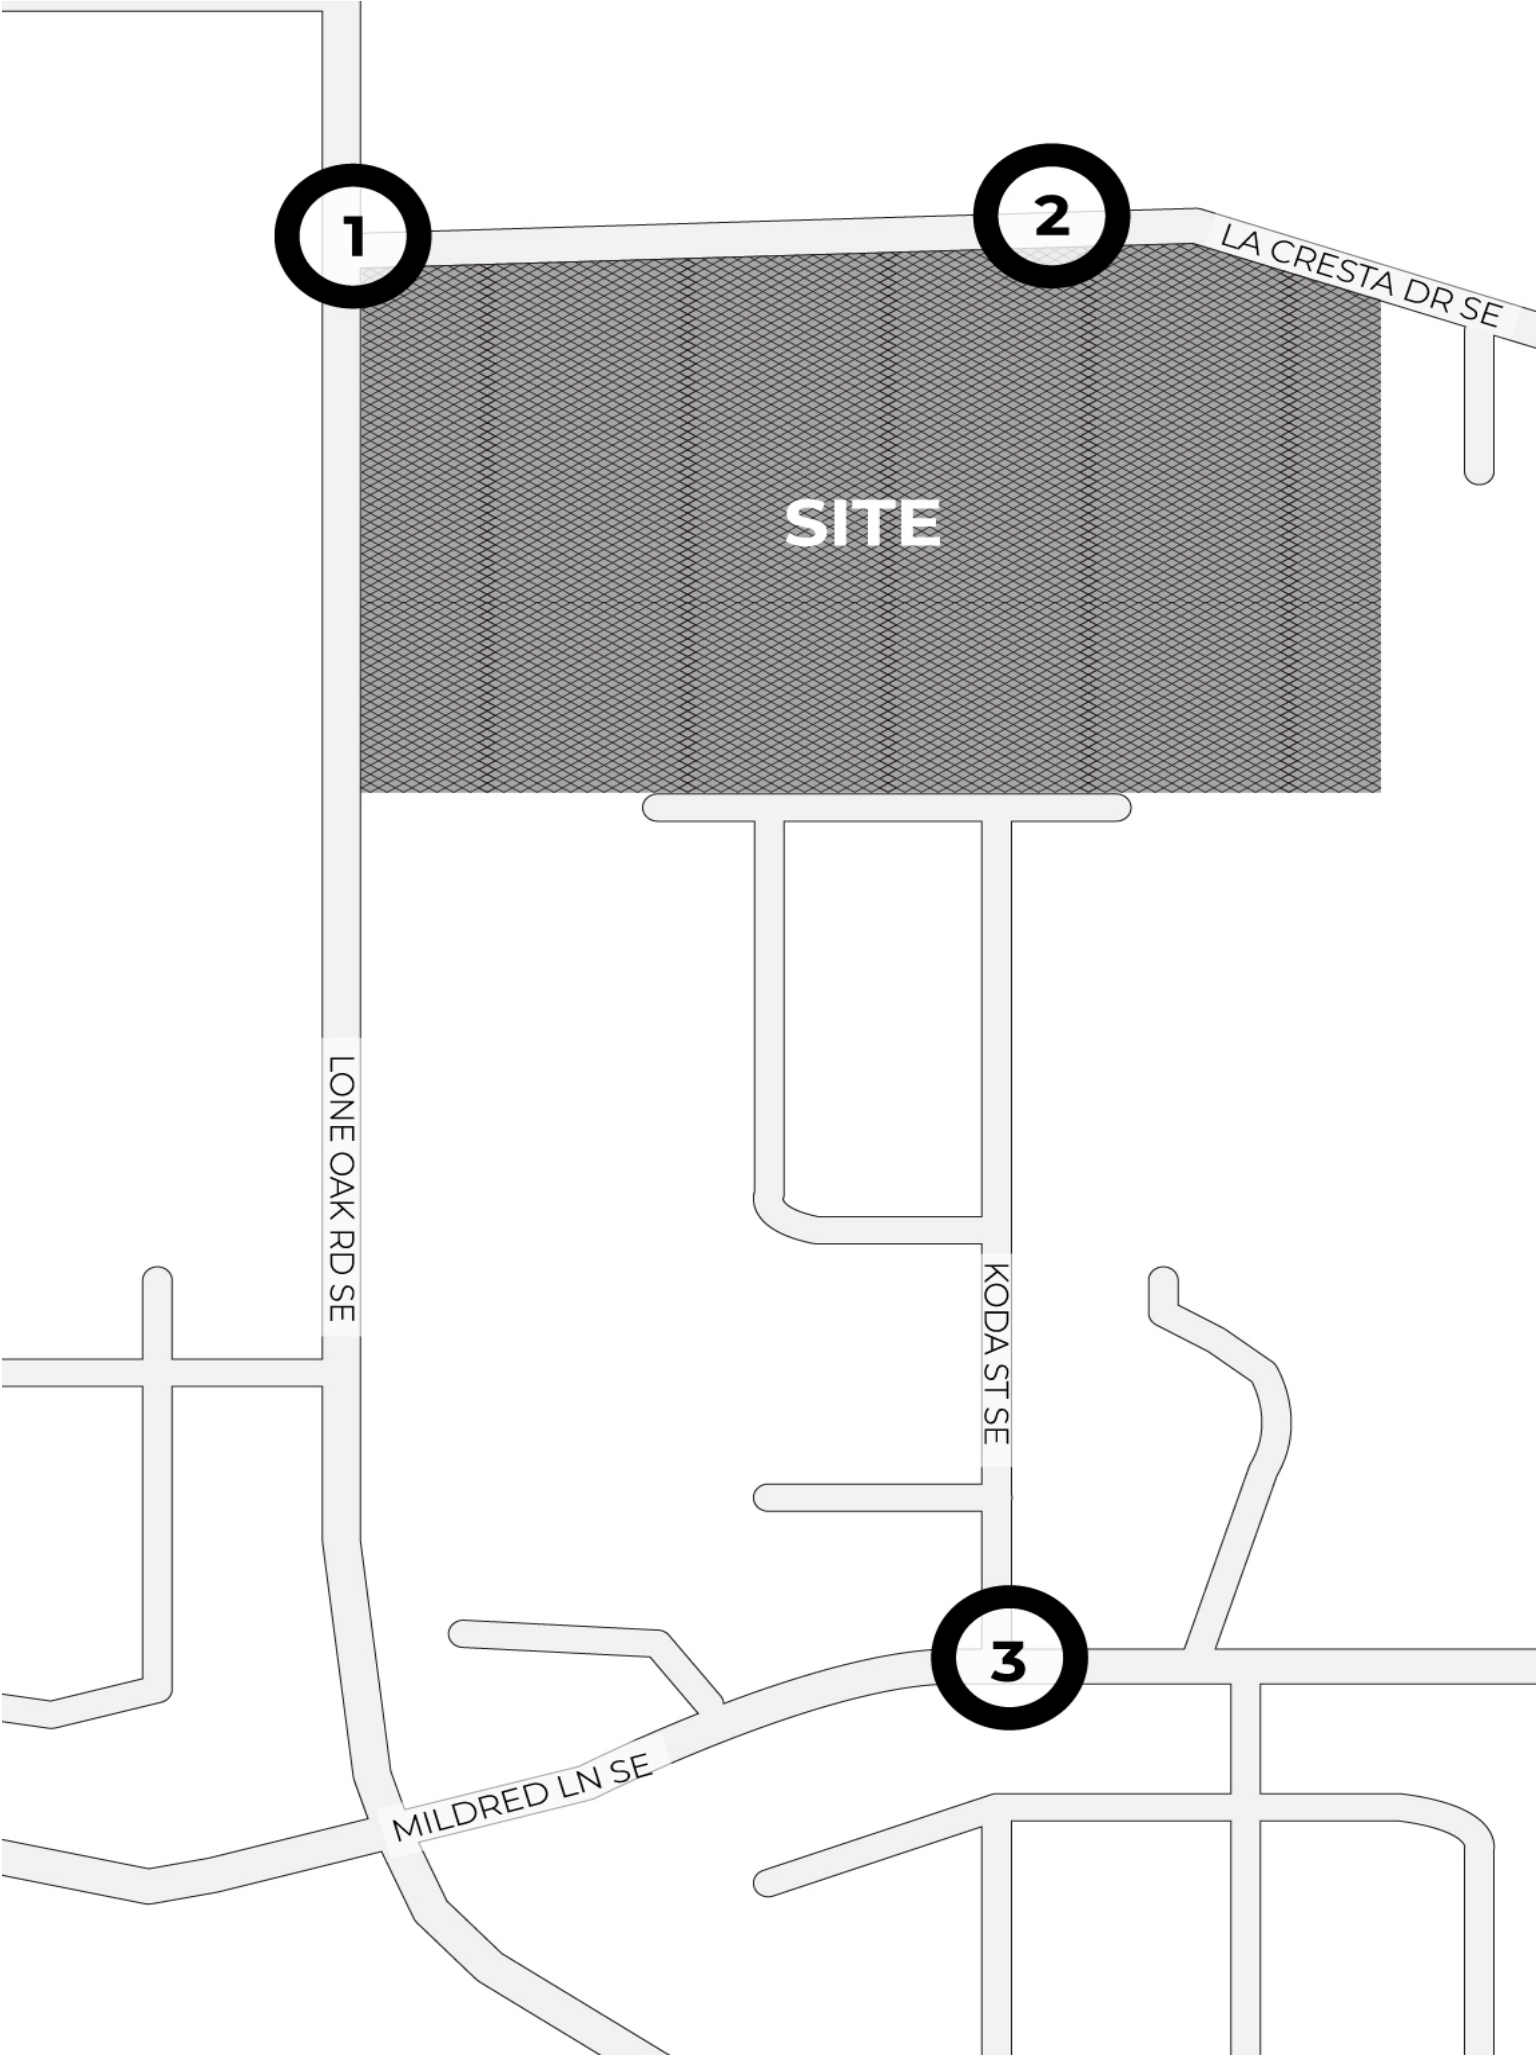 1
2
LA CRESTA DR SE
SITE
LONE OAK RD SE
KODA ST SE
3
MILDRED LN SE